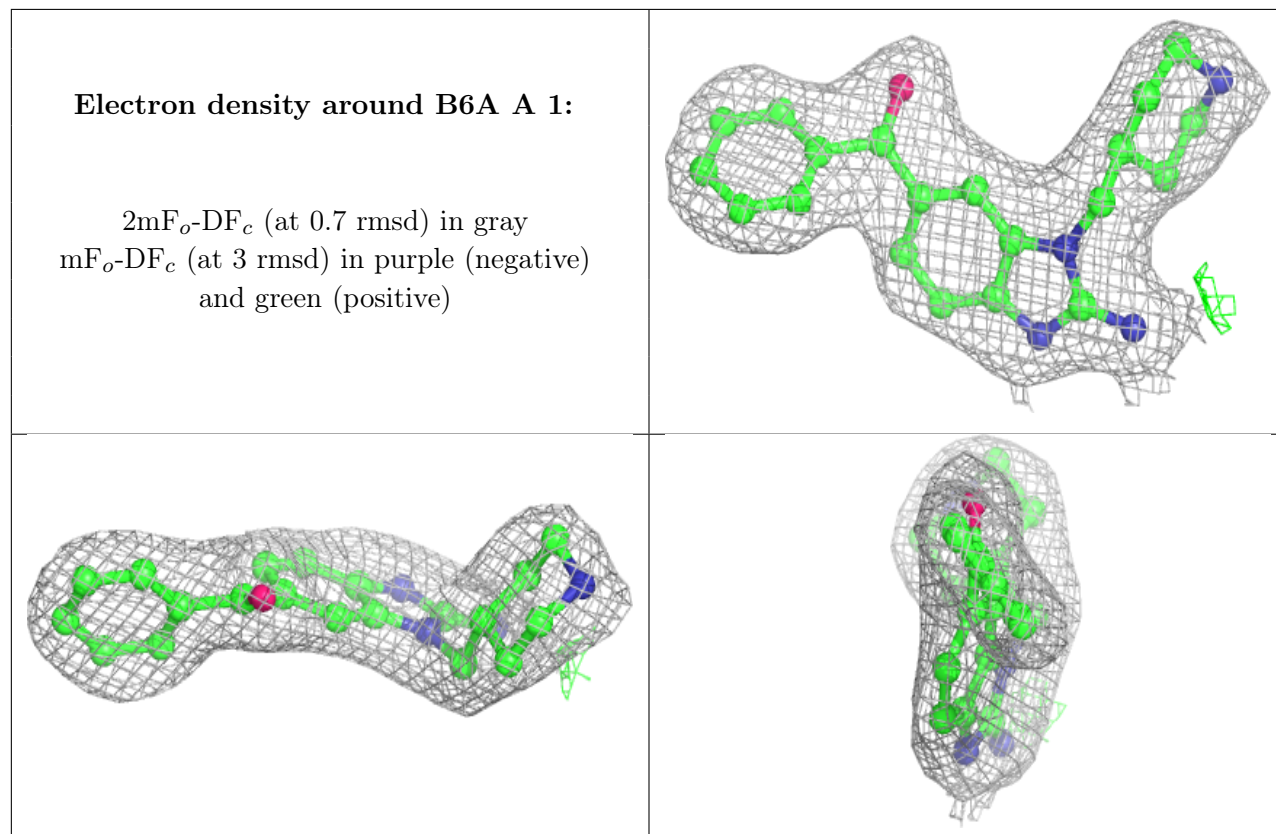 Electron density around B6A A 1:
2mFo-DFc (at 0.7 rmsd) in gray
mFo-DFc (at 3 rmsd) in purple (negative)
and green (positive)